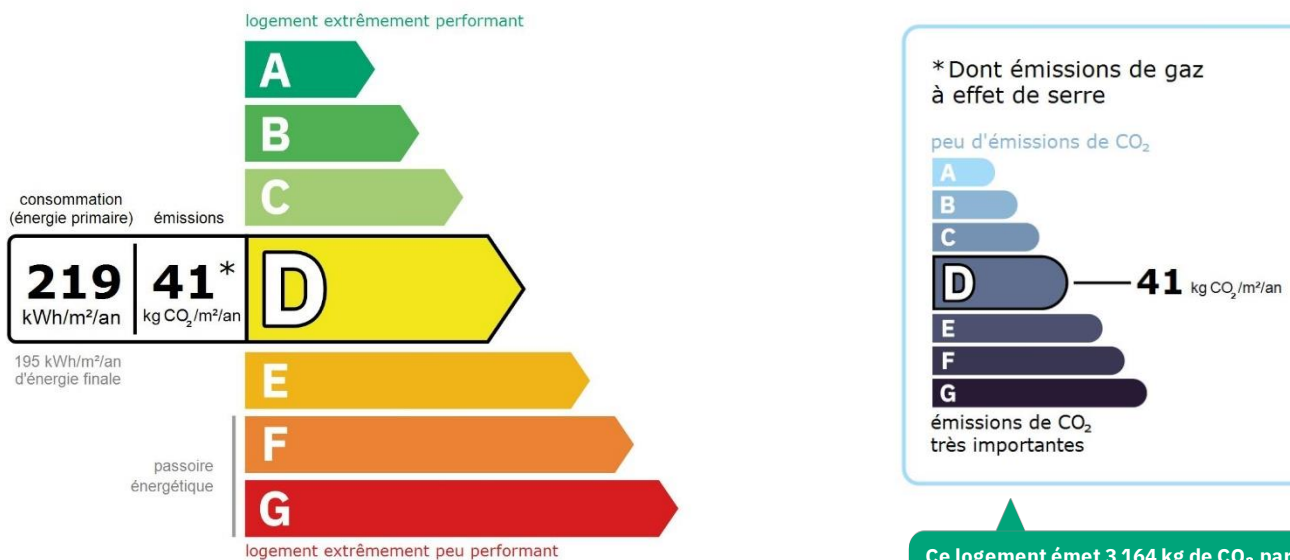 logement extrêmement performant
A
B
C
consommation
(énergie primaire)
émissions
219
kWh/m²/an
41*
kg CO₂/m²/an
D
195 kWh/m²/an
d'énergie finale
E
passoire
énergétique
F
G
logement extrêmement peu performant
*Dont émissions de gaz
à effet de serre
peu d'émissions de CO₂
A
B
C
D
41 kg CO₂/m²/an
E
F
G
émissions de CO₂
très importantes
Ce logement émet 3 164 kg de CO₂ par